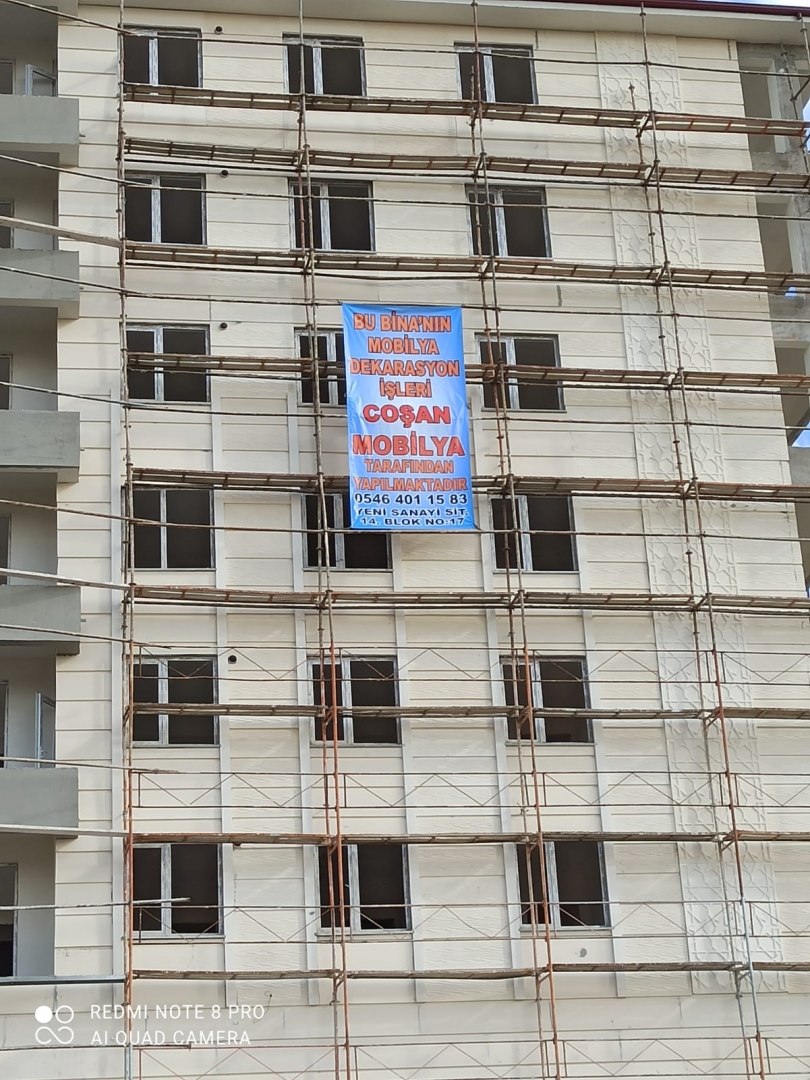 BU BİNA'NIN
MOBİLYA
DEKARASYON
İŞLERİ
COŞAN
MOBİLYA
TARAFINDAN
YAPILMAKTADIR
0546 401 15 83
YENİ SANAYİ SİT.
14. BLOK NO:17
REDMI NOTE 8 PRO
AI QUAD CAMERA